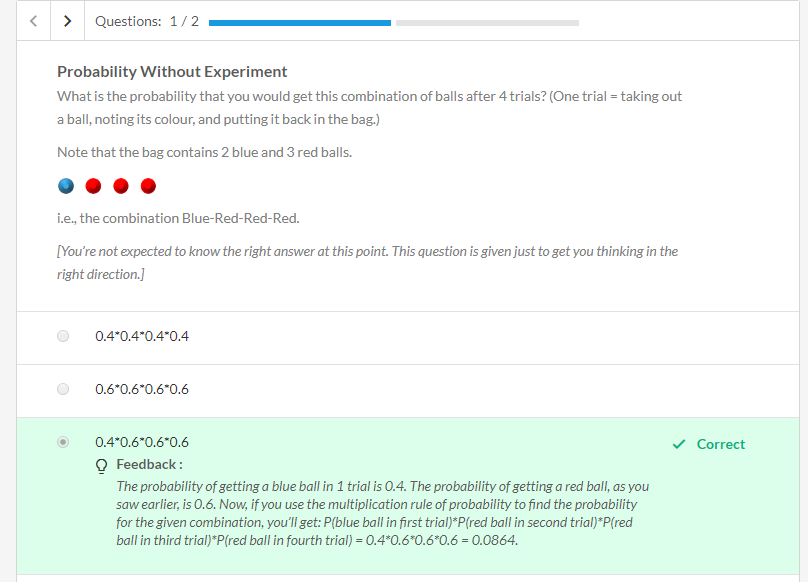 Questions: 1 / 2
Probability Without Experiment
What is the probability that you would get this combination of balls after 4 trials? (One trial = taking out
a ball, noting its colour, and putting it back in the bag.)
Note that the bag contains 2 blue and 3 red balls.
i.e., the combination Blue-Red-Red-Red.
[You're not expected to know the right answer at this point. This question is given just to get you thinking in the
right direction.]
0.4*0.4*0.4*0.4
0.6*0.6*0.6*0.6
0.4*0.6*0.6*0.6
Correct
Feedback :
The probability of getting a blue ball in 1 trial is 0.4. The probability of getting a red ball, as you
saw earlier, is 0.6. Now, if you use the multiplication rule of probability to find the probability
for the given combination, you'll get: P(blue ball in first trial)*P(red ball in second trial)*P(red
ball in third trial)*P(red ball in fourth trial) = 0.4*0.6*0.6*0.6 = 0.0864.